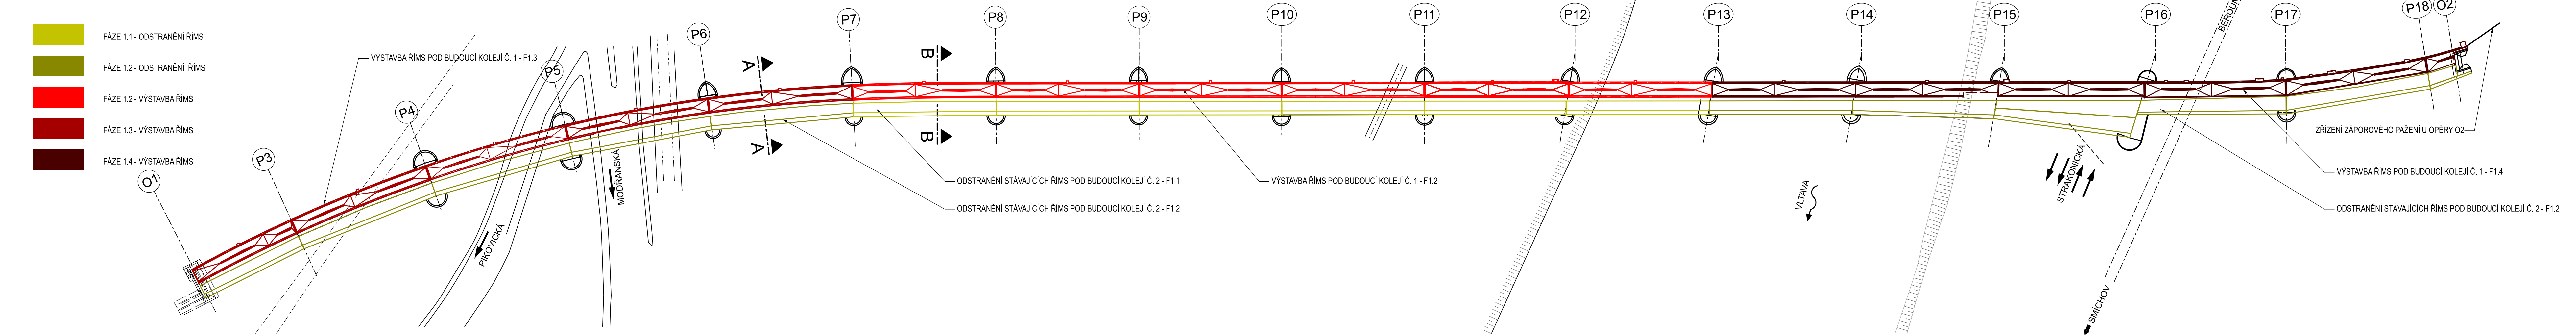 FÁZE 1.1 - ODSTRANĚNÍ ŘÍMS
FÁZE 1.2 - ODSTRANĚNÍ ŘÍMS
FÁZE 1.2 - VÝSTAVBA ŘÍMS
FÁZE 1.3 - VÝSTAVBA ŘÍMS
FÁZE 1.4 - VÝSTAVBA ŘÍMS
O1
P3
P4
P5
P6
P7
P8
P9
P10
P11
P12
P13
P14
P15
P16
P17
P18
O2
VÝSTAVBA ŘÍMS POD BUDOUCÍ KOLEJÍ Č. 1 - F1.3
A
A
B
B
PIKOVICKÁ
MODŘANSKÁ
ODSTRANĚNÍ STÁVAJÍCÍCH ŘÍMS POD BUDOUCÍ KOLEJÍ Č. 2 - F1.1
ODSTRANĚNÍ STÁVAJÍCÍCH ŘÍMS POD BUDOUCÍ KOLEJÍ Č. 2 - F1.2
VÝSTAVBA ŘÍMS POD BUDOUCÍ KOLEJÍ Č. 1 - F1.2
VLTAVA
STRAKONICKÁ
SMÍCHOV
BEROUN
ZŘÍZENÍ ZÁPOROVÉHO PAŽENÍ U OPĚRY O2
VÝSTAVBA ŘÍMS POD BUDOUCÍ KOLEJÍ Č. 1 - F1.4
ODSTRANĚNÍ STÁVAJÍCÍCH ŘÍMS POD BUDOUCÍ KOLEJÍ Č. 2 - F1.2